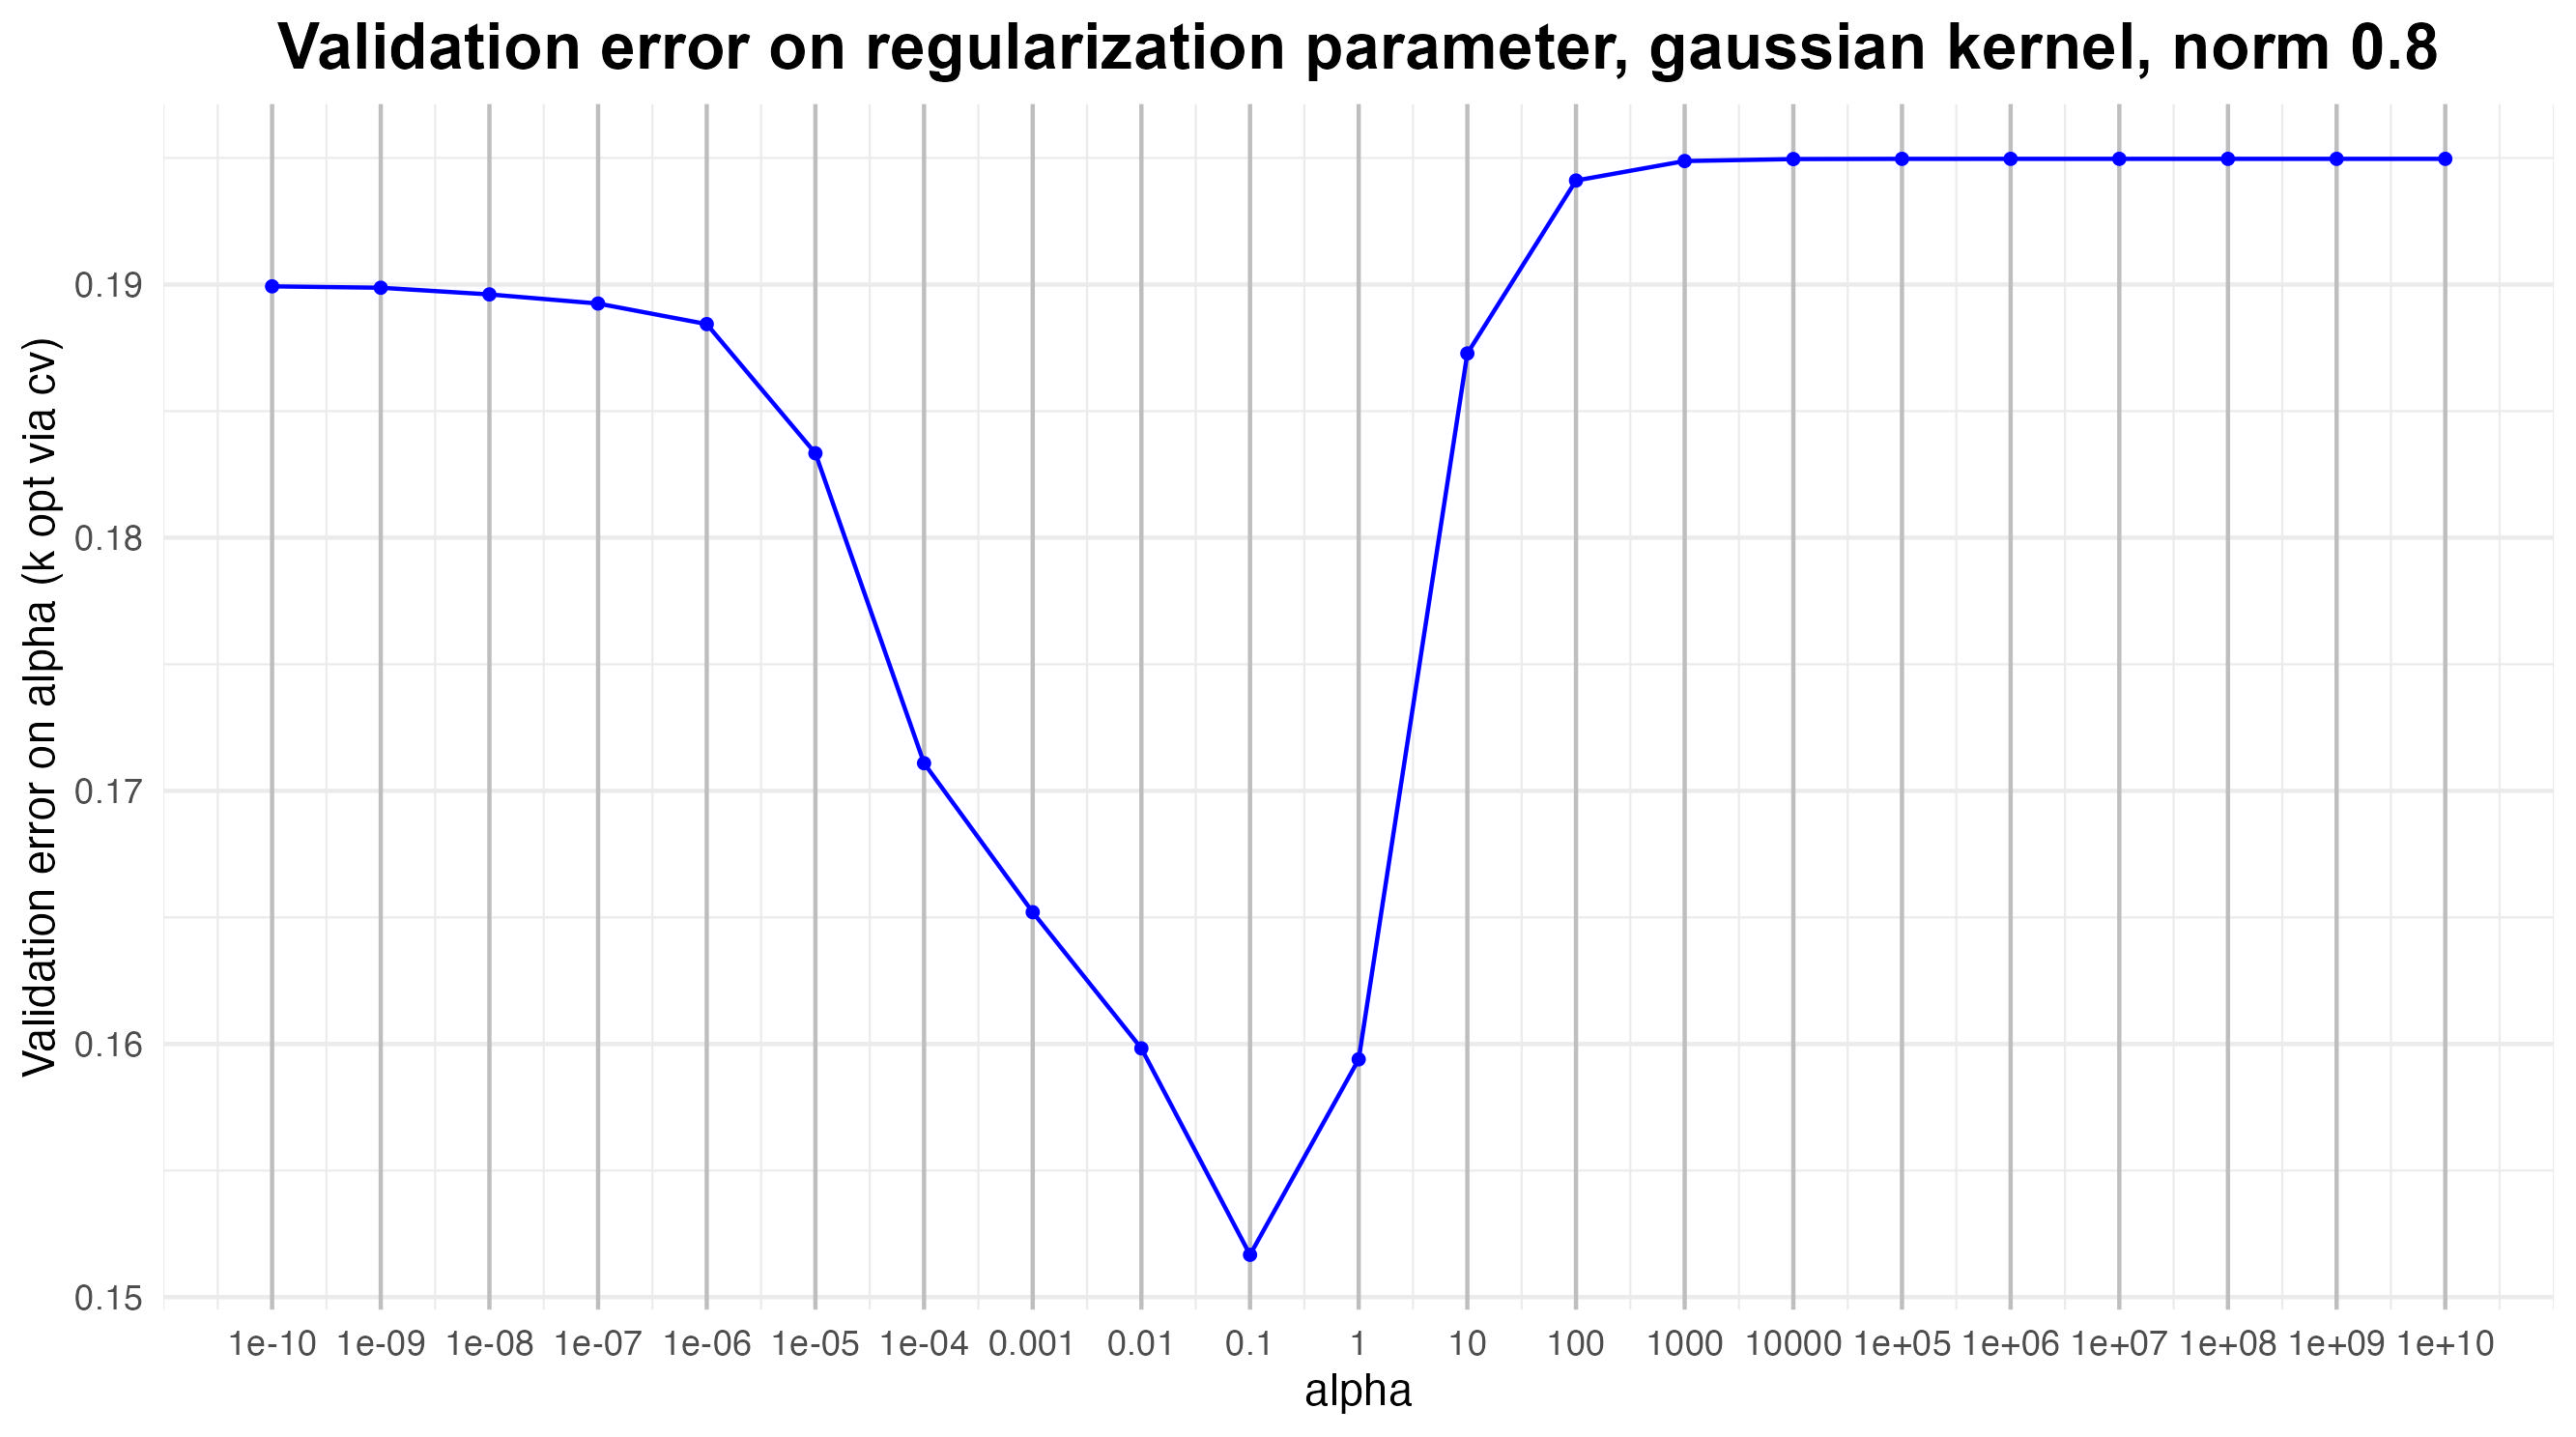 Validation error on regularization parameter, gaussian kernel, norm 0.8
Validation error on alpha (k opt via cv)
0.19
0.18
0.17
0.16
0.15
1e-10 1e-09 1e-08 1e-07 1e-06 1e-05 1e-04 0.001 0.01 0.1 1 10 100 1000 10000 1e+05 1e+06 1e+07 1e+08 1e+09 1e+10
alpha